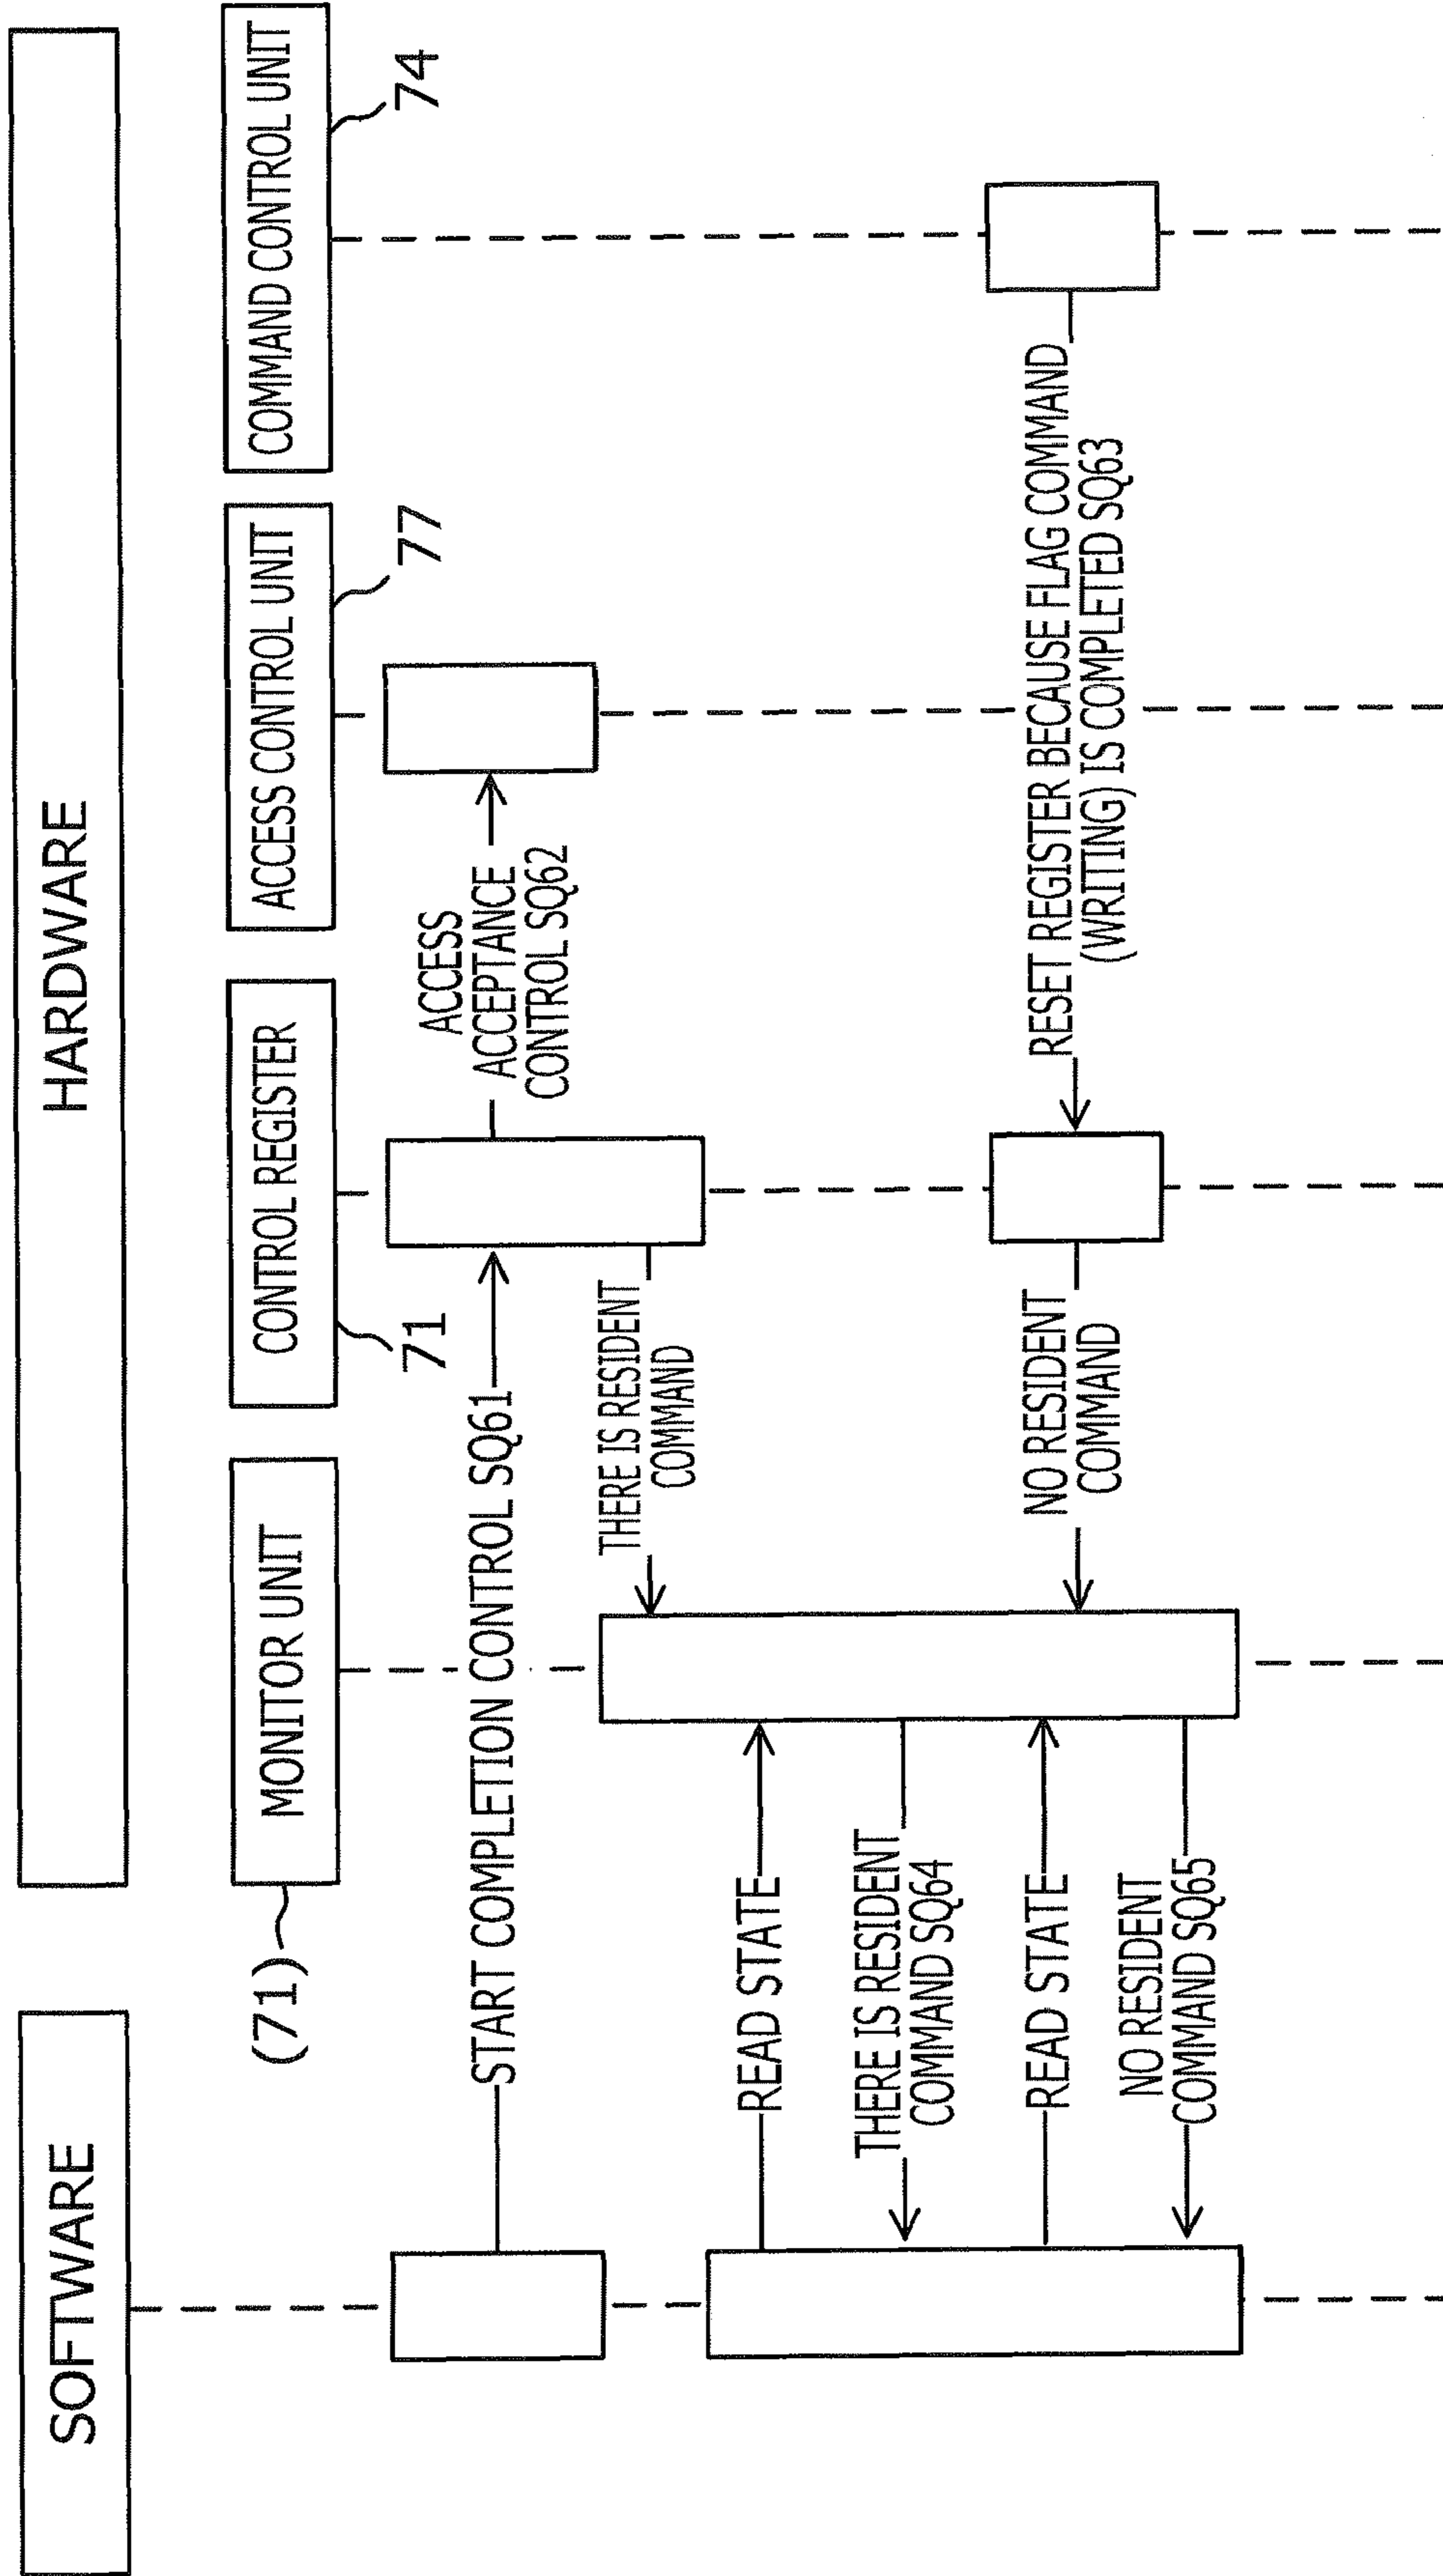 SOFTWARE
HARDWARE
(71)
MONITOR UNIT
CONTROL REGISTER
71
ACCESS CONTROL UNIT
77
COMMAND CONTROL UNIT
74
START COMPLETION CONTROL SQ61
ACCESS
ACCEPTANCE
CONTROL SQ62
THERE IS RESIDENT
COMMAND
READ STATE
THERE IS RESIDENT
COMMAND SQ64
READ STATE
NO RESIDENT
COMMAND
RESET REGISTER BECAUSE FLAG COMMAND
(WRITING) IS COMPLETED SQ63
NO RESIDENT
COMMAND SQ65